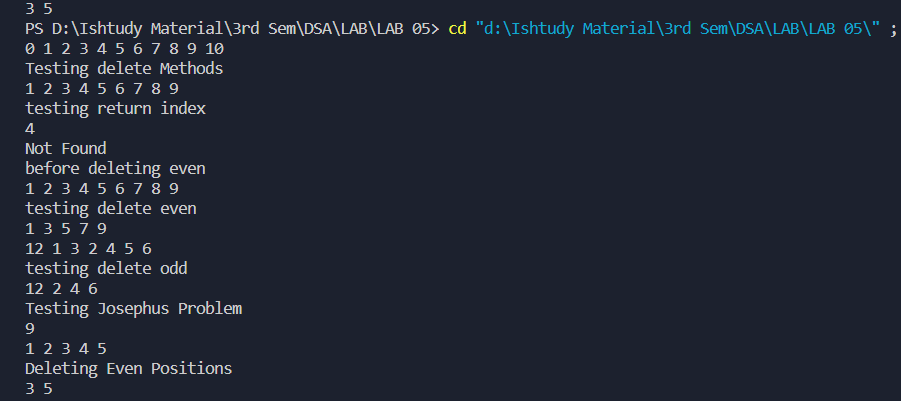 3 5
PS D:\Ishtudy Material\3rd Sem\DSA\LAB\LAB 05> cd "d:\Ishtudy Material\3rd Sem\DSA\LAB\LAB 05\" ;
0 1 2 3 4 5 6 7 8 9 10
Testing delete Methods
1 2 3 4 5 6 7 8 9
testing return index
4
Not Found
before deleting even
1 2 3 4 5 6 7 8 9
testing delete even
1 3 5 7 9
12 1 3 2 4 5 6
testing delete odd
12 2 4 6
Testing Josephus Problem
9
1 2 3 4 5
Deleting Even Positions
3 5